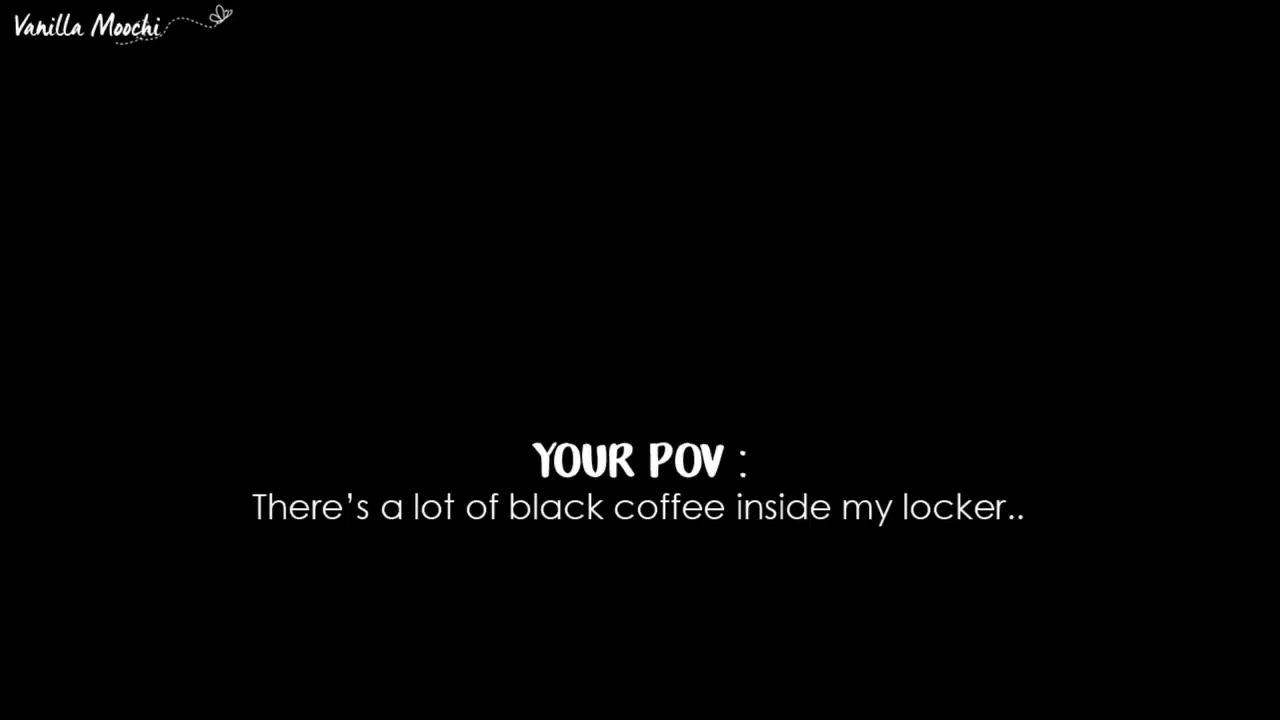 Vanilla Moochi
YOUR POV :
There's a lot of black coffee inside my locker..